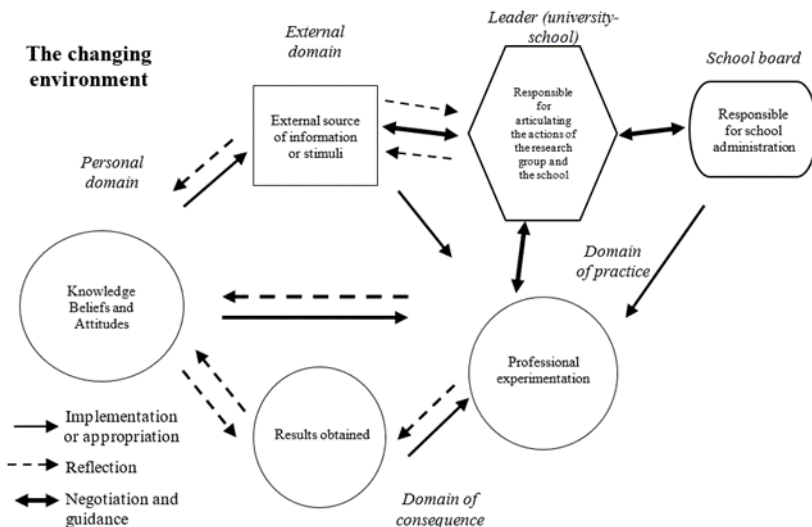 The changing
environment
External
domain
Leader (university-
school)
School board
External source
of information
or stimuli
Responsible
for
articulating
the actions of
the research
group and
the school
Responsible
for school
administration
Personal
domain
Domain
of practice
Knowledge
Beliefs and
Attitudes
Professional
experimentation
Results obtained
Domain of
consequence
Implementation
or appropriation
Reflection
Negotiation and
guidance